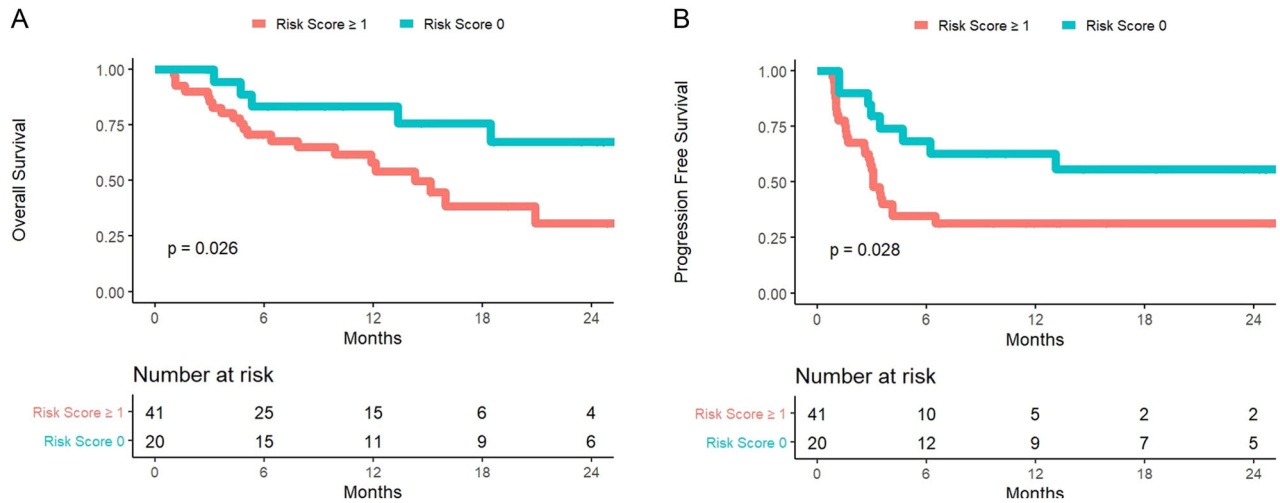 A
Risk Score ≥ 1 Risk Score 0
Overall Survival
1.00
0.75
0.50
0.25
0.00
p = 0.026
0 6 12 18 24
Months
Number at risk
Risk Score ≥ 1 41 25 15 6 4
Risk Score 0 20 15 11 9 6
0 6 12 18 24
Months
B
Risk Score ≥ 1 Risk Score 0
Progression Free Survival
1.00
0.75
0.50
0.25
0.00
p = 0.028
0 6 12 18 24
Months
Number at risk
Risk Score ≥ 1 41 10 5 2 2
Risk Score 0 20 12 9 7 5
0 6 12 18 24
Months